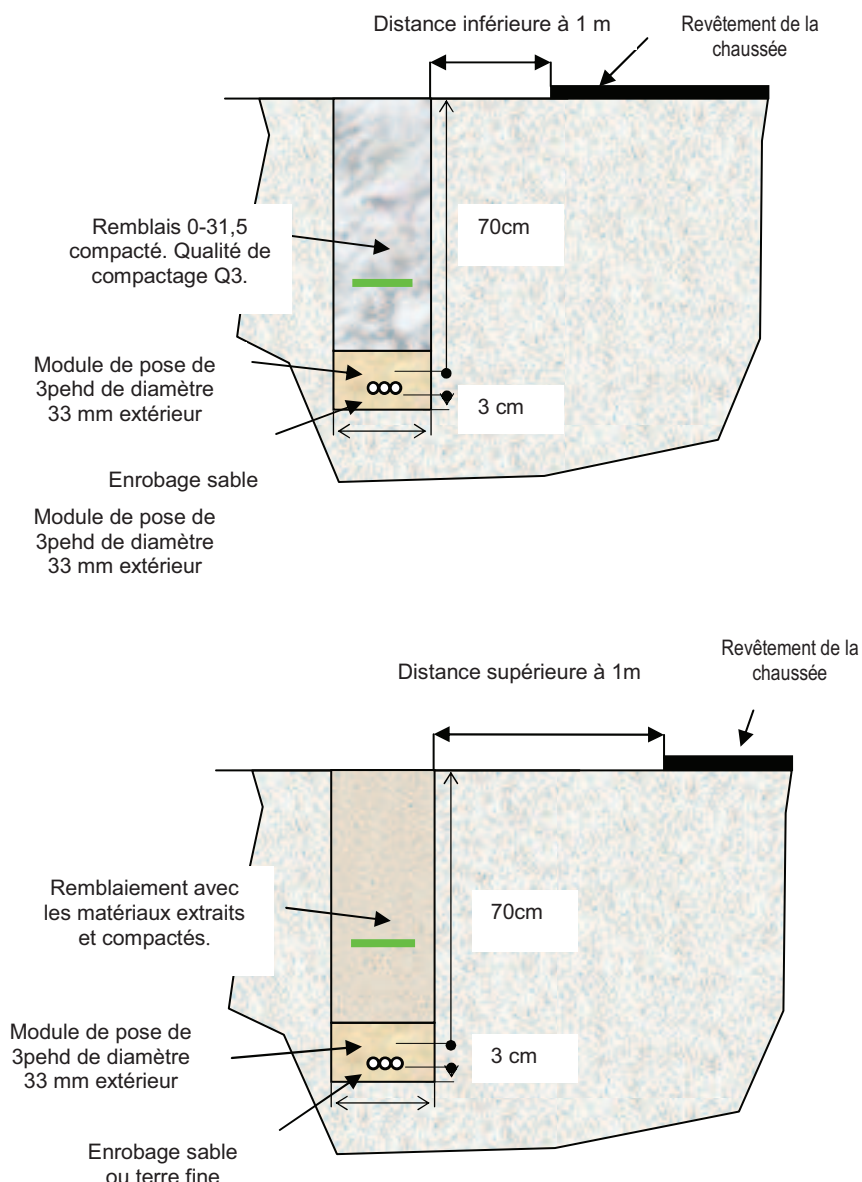 Distance inférieure à 1 m
Revêtement de la
chaussée
Remblais 0-31,5
compacté. Qualité de
compactage Q3.
70cm
Module de pose de
3pehd de diamètre
33 mm extérieur
3 cm
Enrobage sable
Module de pose de
3pehd de diamètre
33 mm extérieur
Revêtement de la
chaussée
Distance supérieure à 1m
Remblaiement avec
les matériaux extraits
et compactés.
70cm
Module de pose de
3pehd de diamètre
33 mm extérieur
3 cm
Enrobage sable
ou terre fine